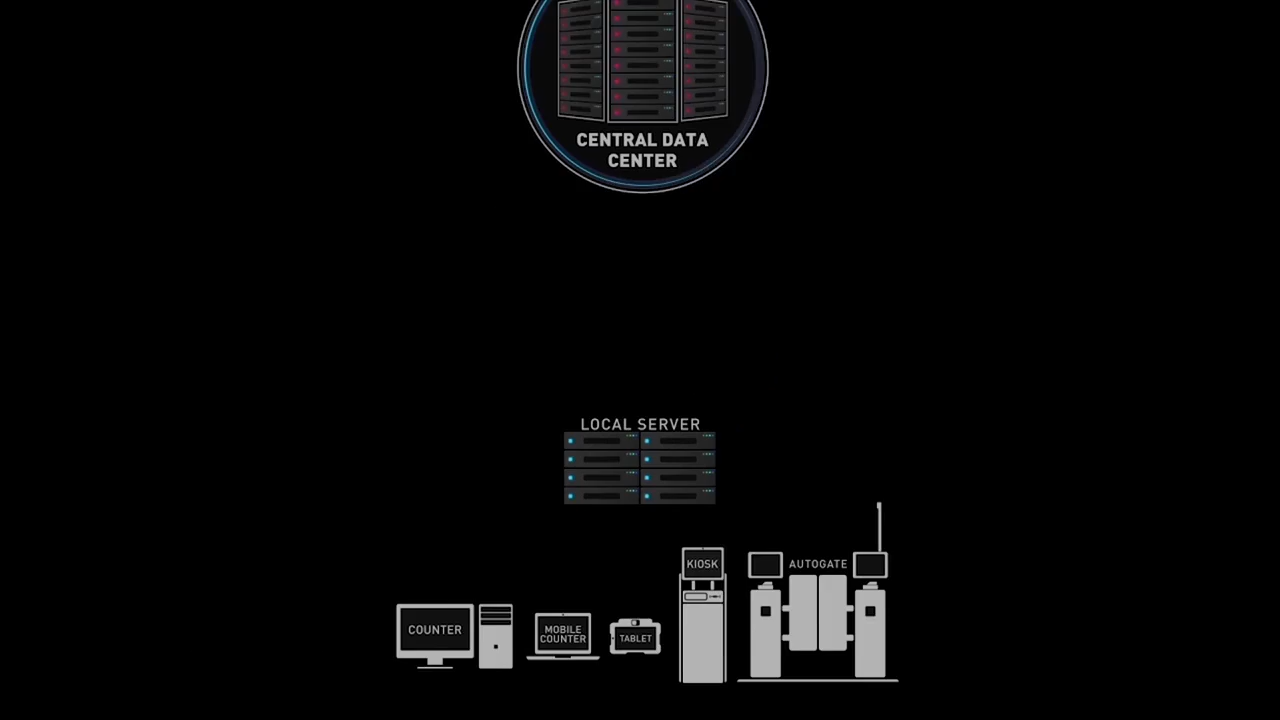 CENTRAL DATA
CENTER
LOCAL SERVER
KIOSK
AUTOGATE
COUNTER
MOBILE
COUNTER
TABLET